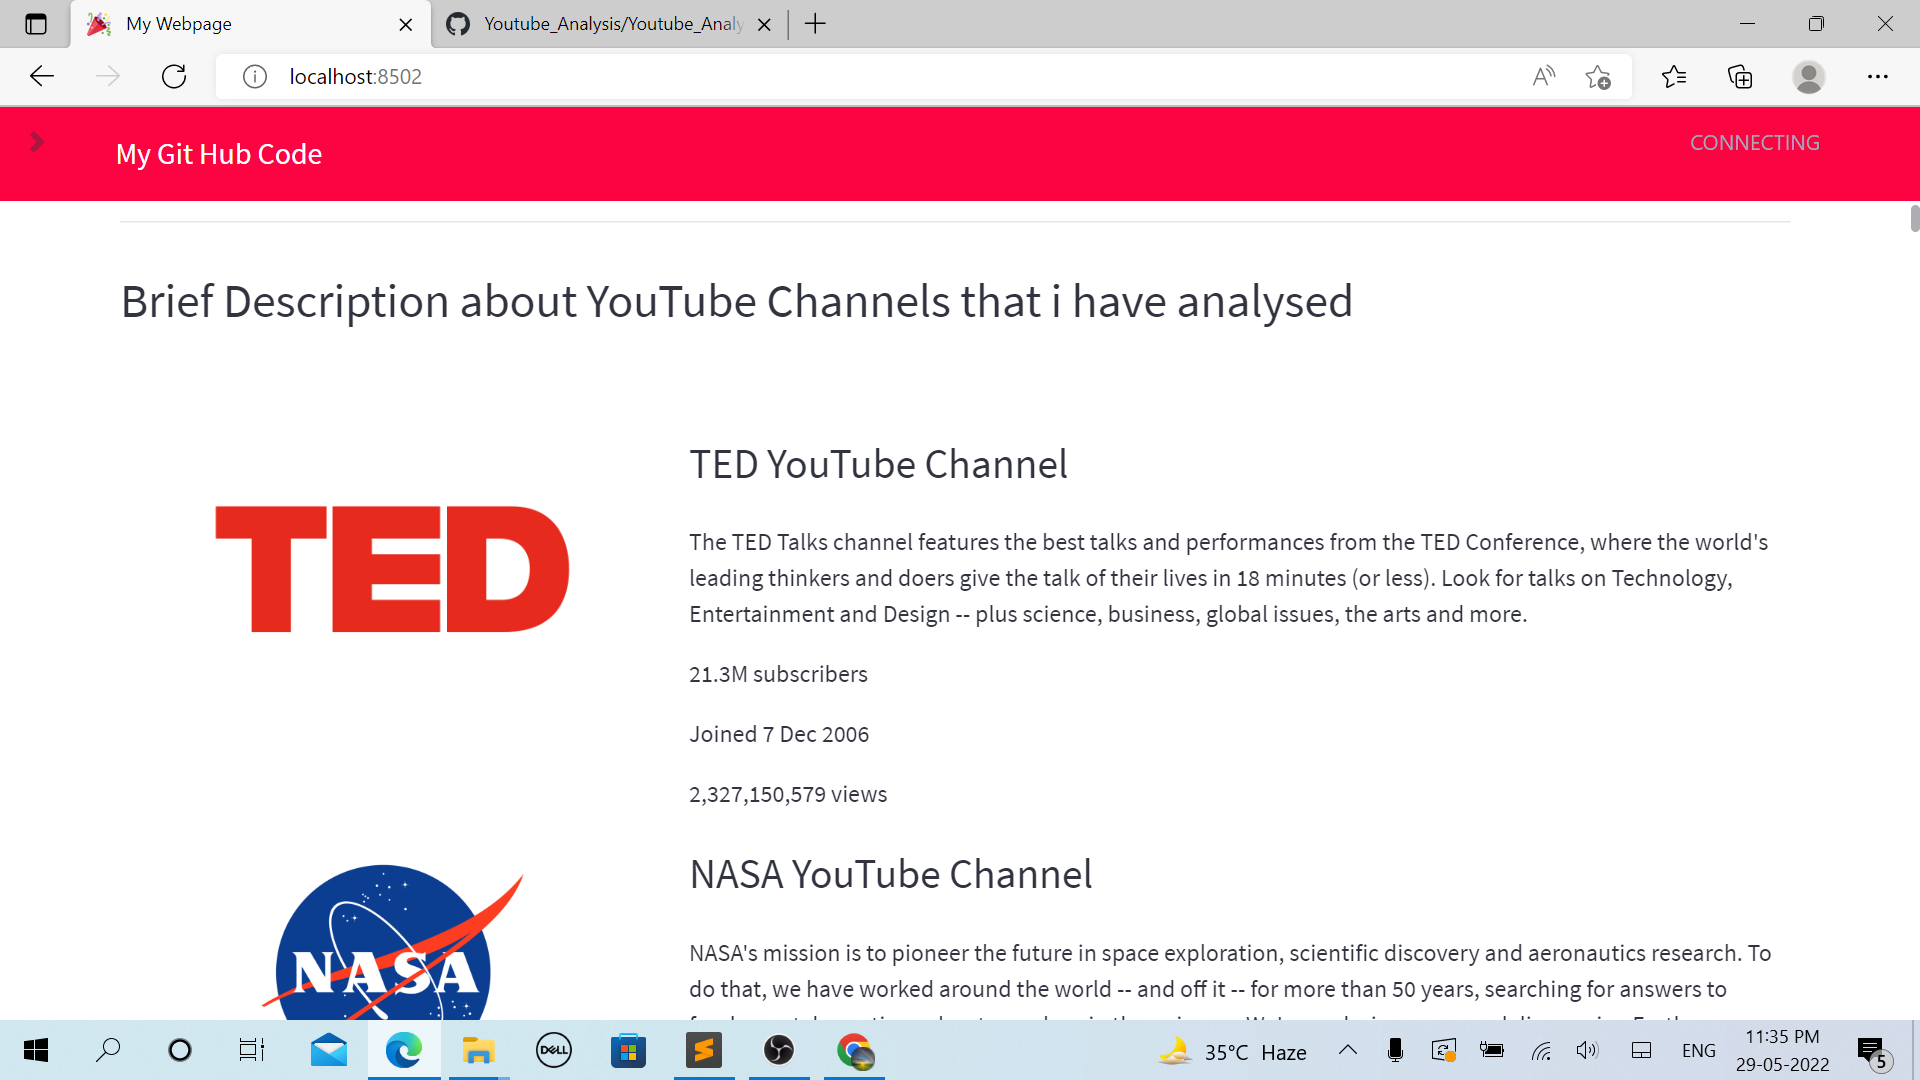 My Webpage
Youtube_Analysis/Youtube_Analy
localhost:8502
My Git Hub Code
CONNECTING
Brief Description about YouTube Channels that i have analysed
TED
TED YouTube Channel
The TED Talks channel features the best talks and performances from the TED Conference, where the world's
leading thinkers and doers give the talk of their lives in 18 minutes (or less). Look for talks on Technology,
Entertainment and Design -- plus science, business, global issues, the arts and more.
21.3M subscribers
Joined 7 Dec 2006
2,327,150,579 views
NASA
NASA YouTube Channel
NASA's mission is to pioneer the future in space exploration, scientific discovery and aeronautics research. To
do that, we have worked around the world -- and off it -- for more than 50 years, searching for answers to
DELL
35°C Haze
ENG
11:35 PM
29-05-2022
5